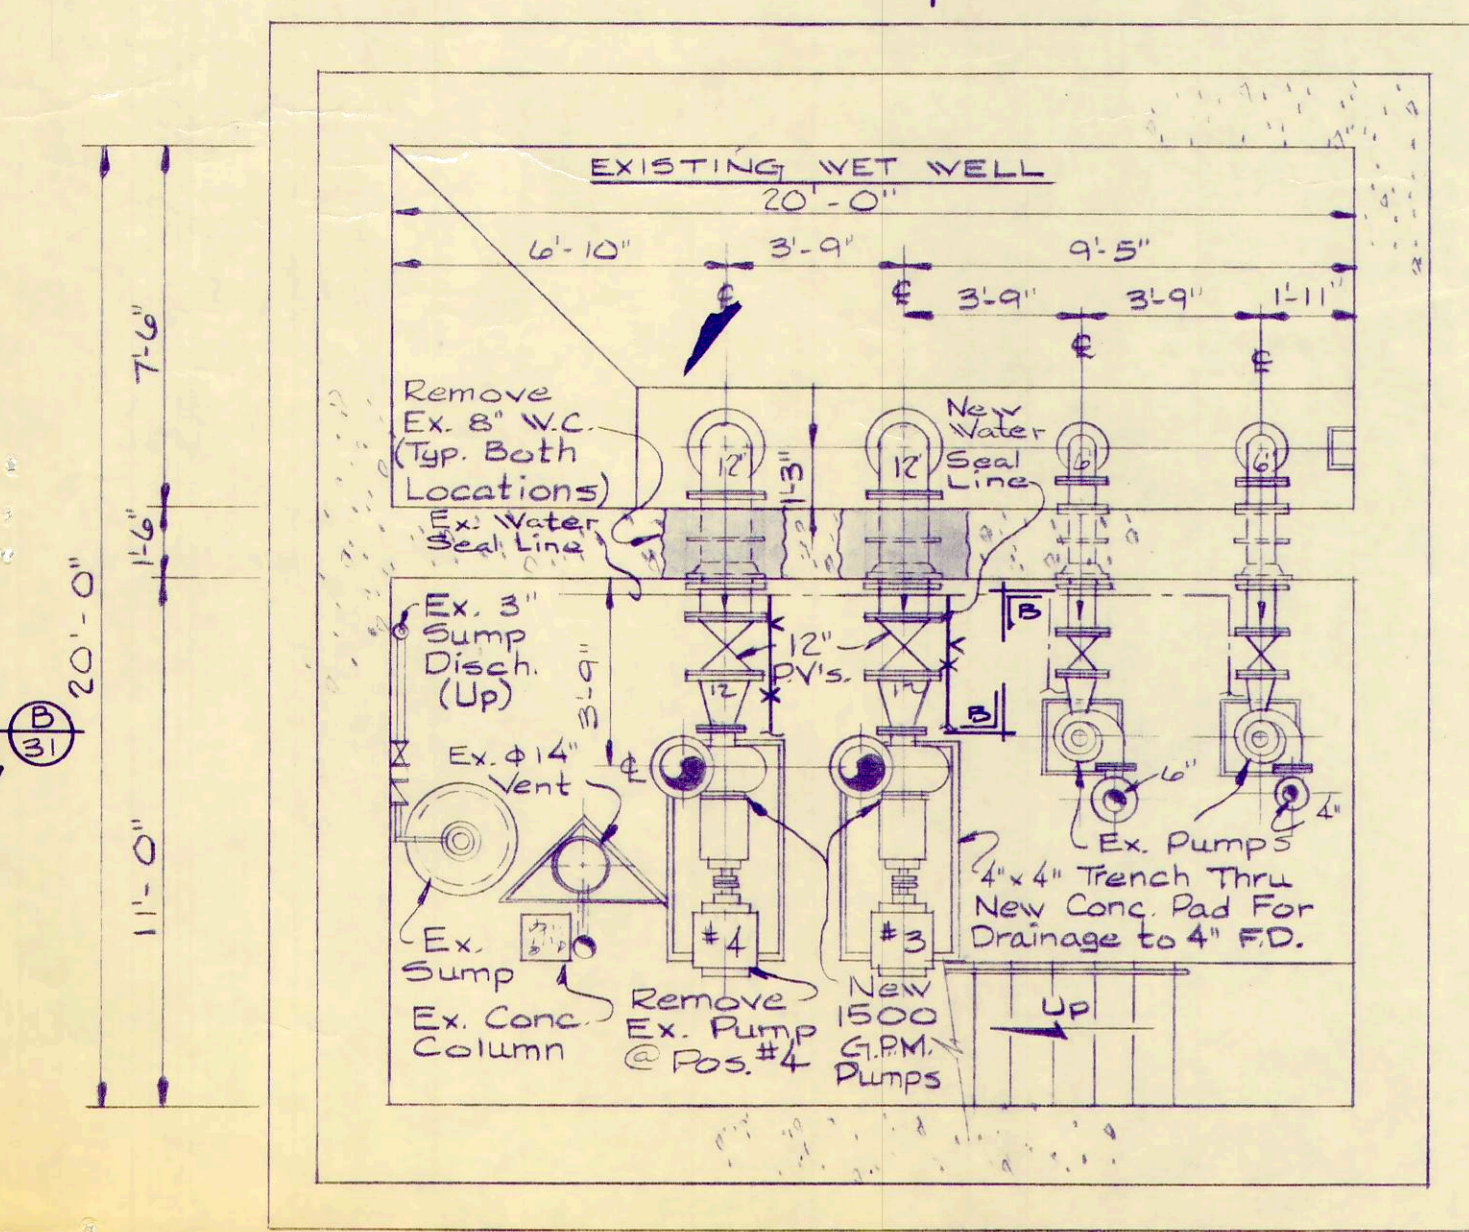 EXISTING WET WELL
20'-0"
6'-10"
3'-9"
9'-5"
3'-9"
3'-9"
1'-11"
℄
℄
℄
℄
7'-6"
1'-6"
20'-0"
11'-0"
B
31
Remove
Ex. 8" W.C.
(Typ. Both
Locations)
Ex. Water
Seal Line
12"
12"
1'-3"
New
Water
Seal
Line
6"
6"
Ex. 3"
Sump
Disch.
(Up)
3'-9"
12"
P.V's.
12
12
B
B
Ex. Φ 14"
Vent
℄
6"
4"
Ex. Pumps
4" x 4" Trench Thru
New Conc. Pad For
Drainage to 4" F.D.
#4
#3
Ex.
Sump
Ex. Conc.
Column
Remove
Ex. Pump
@ Pos. #4
New
1500
G.P.M.
Pumps
Up